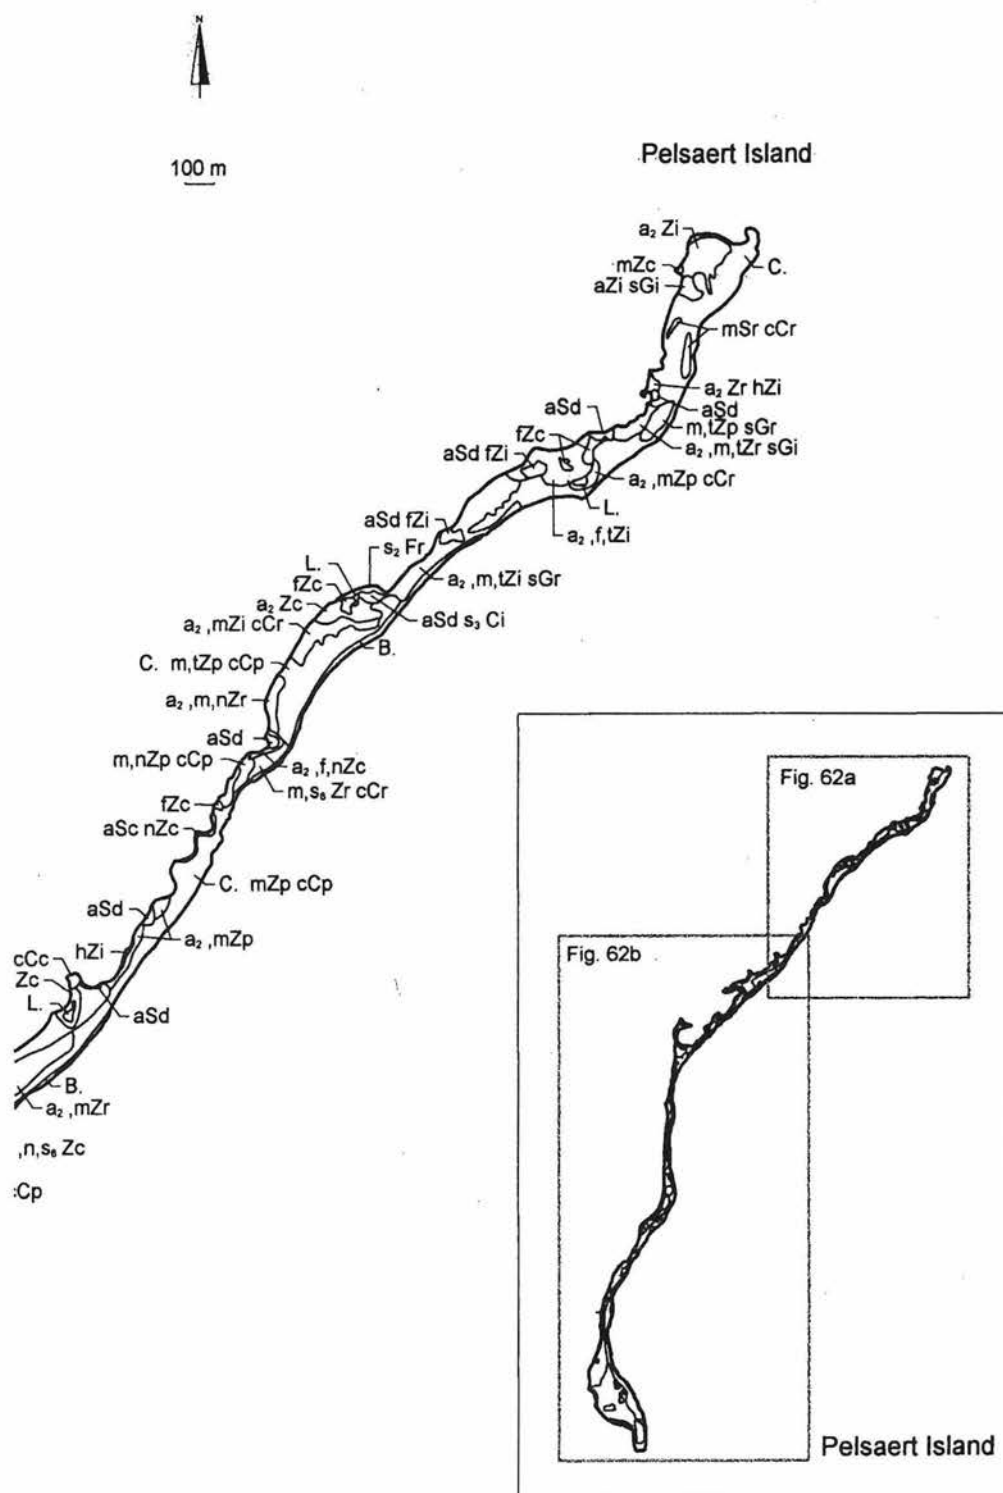 N
100 m
Pelsaert Island
a₂ Zi
mZc
C.
aZi sGi
mSr cCr
a₂ Zr hZi
aSd
aSd
m,tZp sGr
fZc
a₂ ,m,tZr sGi
aSd fZi
a₂ ,mZp cCr
L.
aSd fZi
a₂ ,f,tZi
s₂ Fr
L.
a₂ ,m,tZi sGr
fZc
a₂ Zc
aSd s₃ Ci
a₂ ,mZi cCr
B.
C. m,tZp cCp
a₂ ,m,nZr
aSd
m,nZp cCp
a₂ ,f,nZc
m,s₆ Zr cCr
fZc
aSc nZc
C. mZp cCp
aSd
a₂ ,mZp
hZi
cCc
Zc
L.
aSd
B.
a₂ ,mZr
,n,s₆ Zc
:Cp
Fig. 62a
Fig. 62b
Pelsaert Island